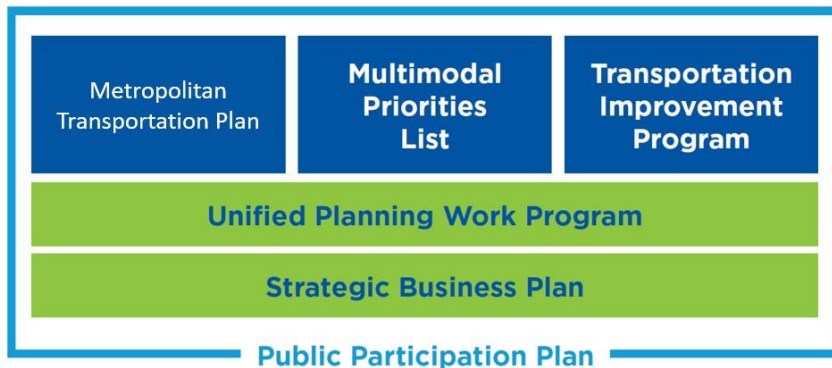 Metropolitan
Transportation Plan
Multimodal
Priorities
List
Transportation
Improvement
Program
Unified Planning Work Program
Strategic Business Plan
Public Participation Plan